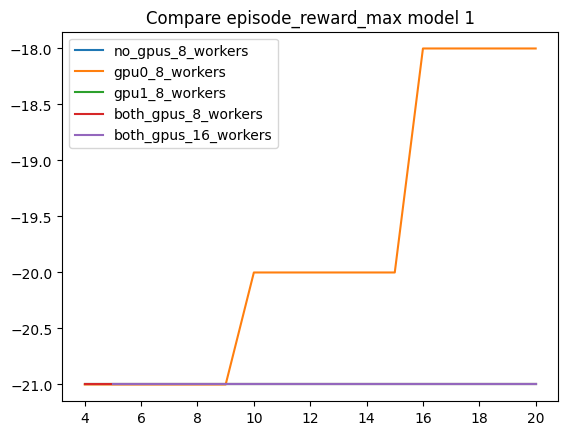 Compare episode_reward_max model 1
−18.0
−18.5
−19.0
−19.5
−20.0
−20.5
−21.0
no_gpus_8_workers
gpu0_8_workers
gpu1_8_workers
both_gpus_8_workers
both_gpus_16_workers
4 6 8 10 12 14 16 18 20